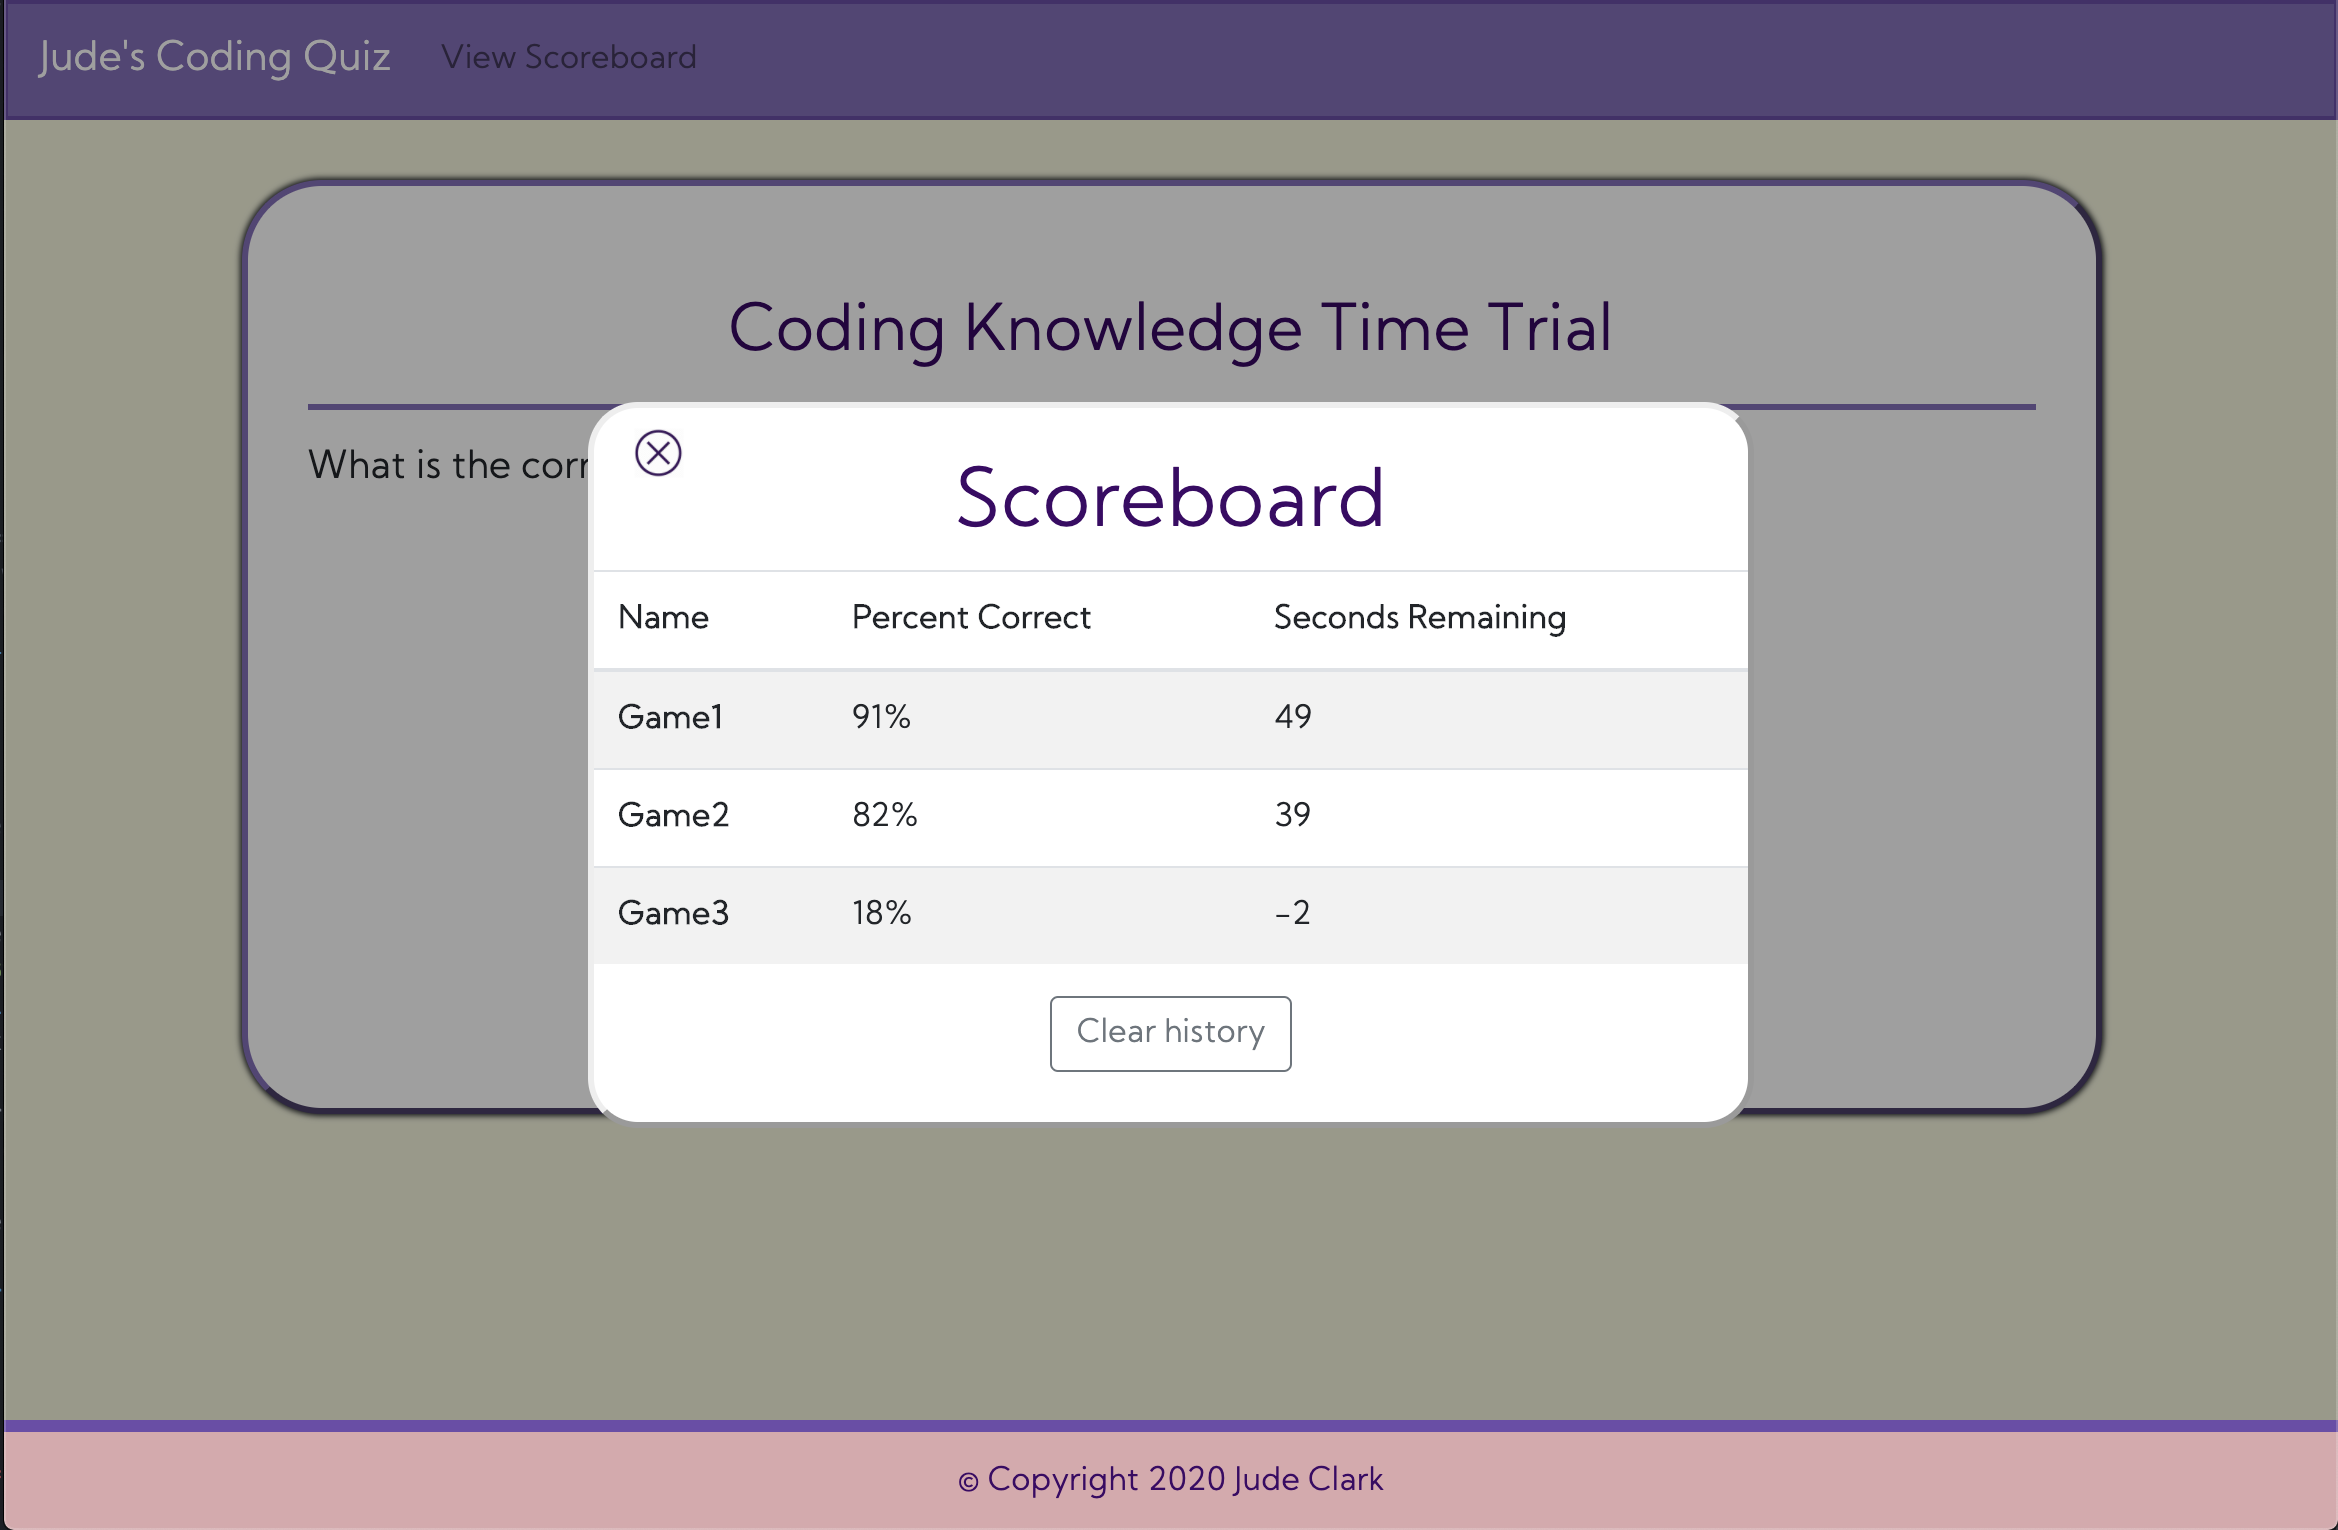 Jude's Coding Quiz View Scoreboard
Coding Knowledge Time Trial
What is the
Scoreboard
Name Percent Correct Seconds Remaining
Game1 91% 49
Game2 82% 39
Game3 18% -2
Clear history
© Copyright 2020 Jude Clark